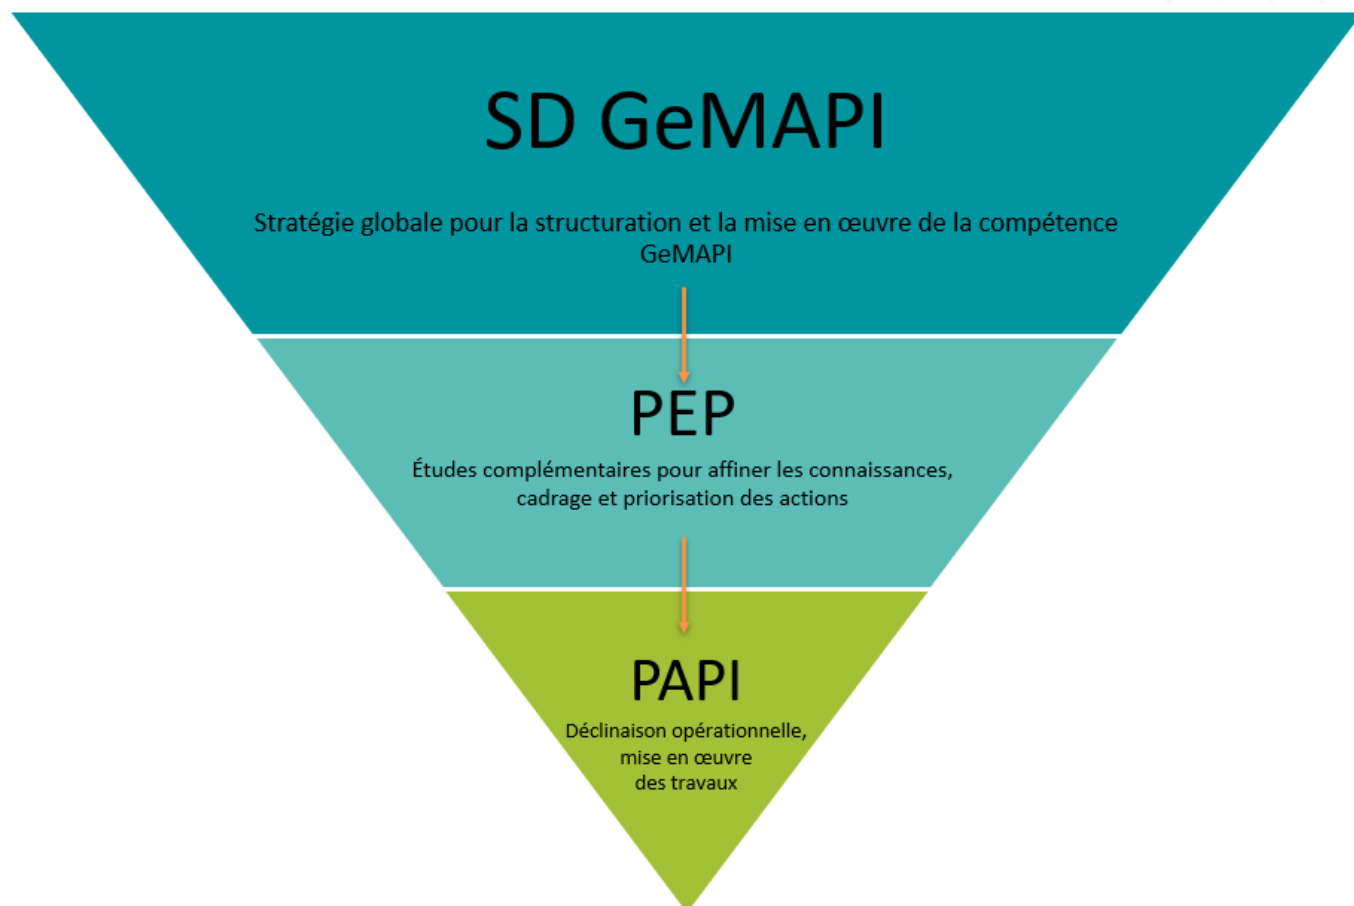 SD GeMAPI
Stratégie globale pour la structuration et la mise en œuvre de la compétence
GeMAPI
PEP
Études complémentaires pour affiner les connaissances,
cadrage et priorisation des actions
PAPI
Déclinaison opérationnelle,
mise en œuvre
des travaux